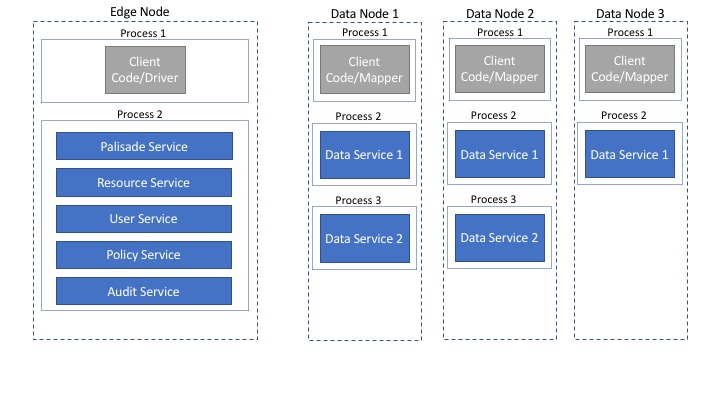 Edge Node
Process 1
Client
Code/Driver
Process 2
Palisade Service
Resource Service
User Service
Policy Service
Audit Service
Data Node 1
Process 1
Client
Code/Mapper
Process 2
Data Service 1
Process 3
Data Service 2
Data Node 2
Process 1
Client
Code/Mapper
Process 2
Data Service 1
Process 3
Data Service 2
Data Node 3
Process 1
Client
Code/Mapper
Process 2
Data Service 1